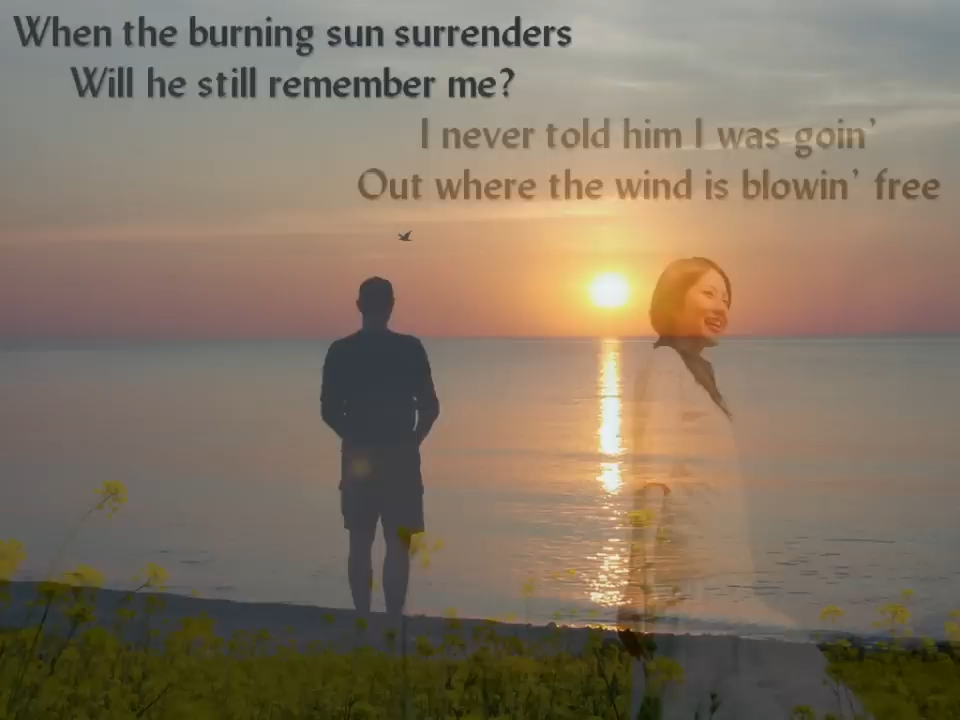 When the burning sun surrenders
Will he still remember me?
I never told him I was goin'
Out where the wind is blowin' free